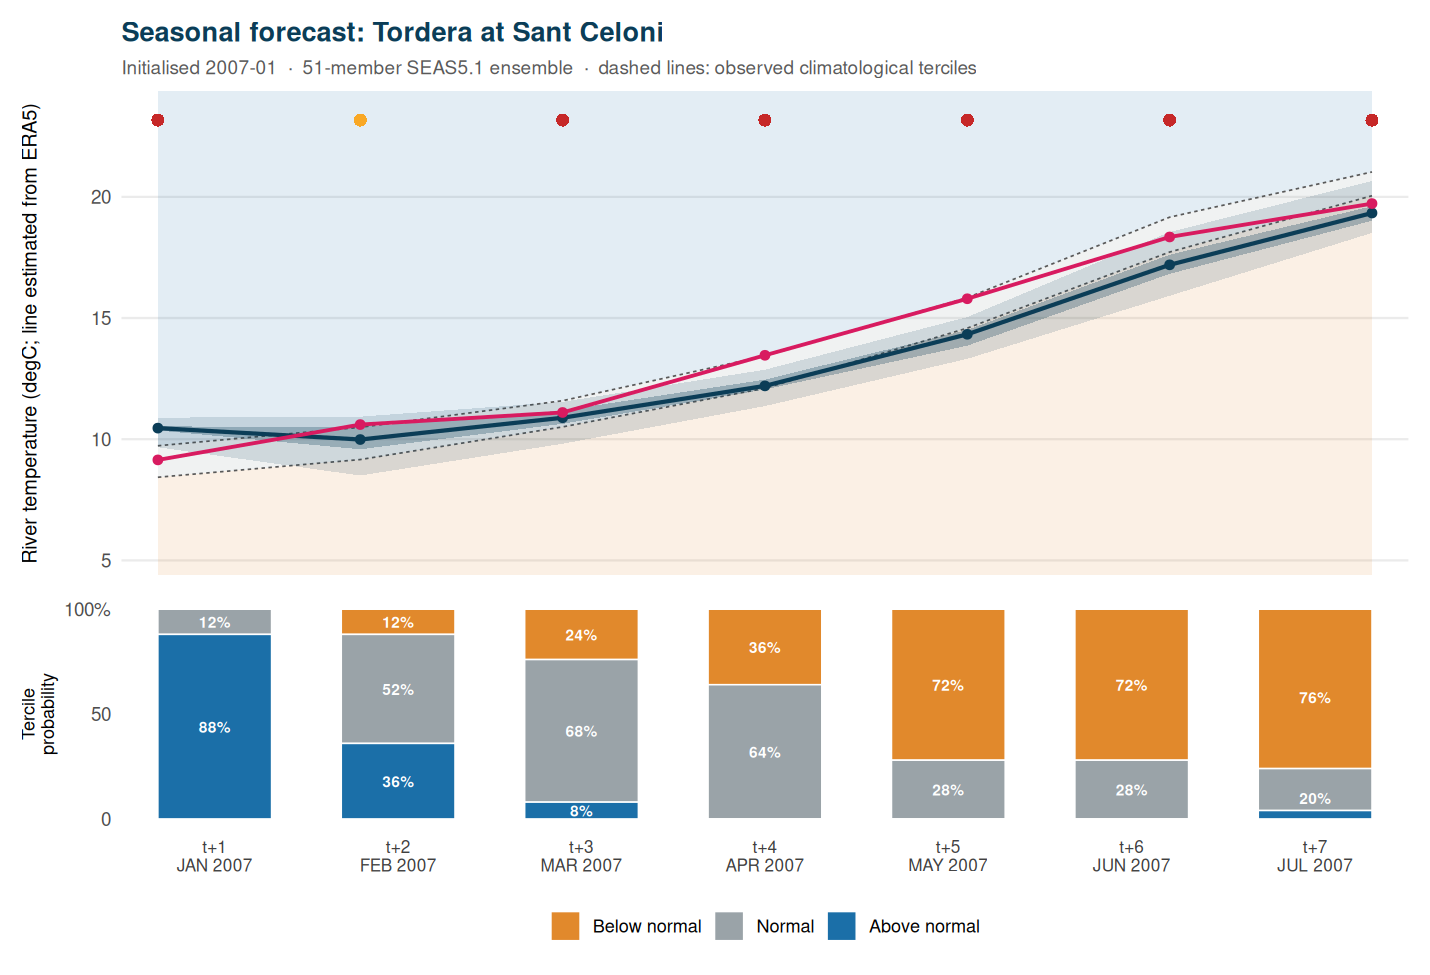 Seasonal forecast: Tordera at Sant Celoni
Initialised 2007-01 · 51-member SEAS5.1 ensemble · dashed lines: observed climatological terciles
River temperature (degC; line estimated from ERA5)
20
15
10
5
Tercile
probability
100%
50
0
12%
88%
12%
52%
36%
24%
68%
8%
36%
64%
72%
28%
72%
28%
76%
20%
t+1
JAN 2007
t+2
FEB 2007
t+3
MAR 2007
t+4
APR 2007
t+5
MAY 2007
t+6
JUN 2007
t+7
JUL 2007
Below normal
Normal
Above normal